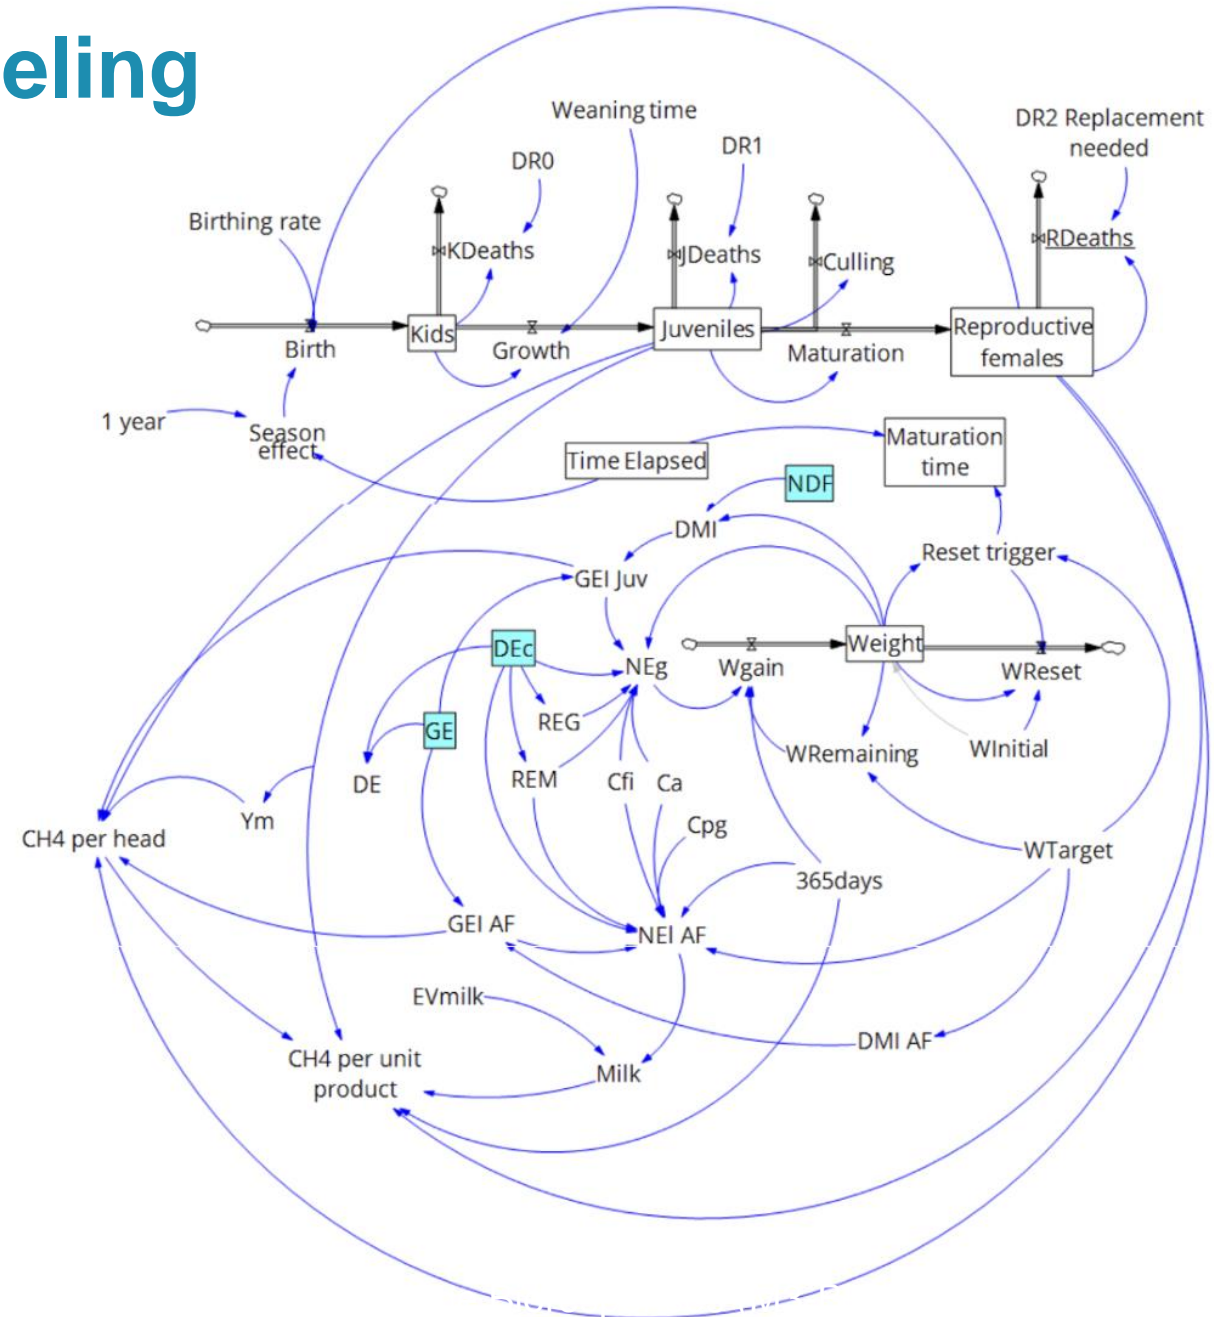 eling
Weaning time
DR2 Replacement
needed
DR1
DR0
Birthing rate
KDeaths
JDeaths
Culling
RDeaths
Kids
Juveniles
Reproductive
females
Birth
Growth
Maturation
1 year
Season
effect
Time Elapsed
Maturation
time
NDF
DMI
Reset trigger
GEI Juv
DEc
NEg
Wgain
Weight
WReset
REG
GE
WRemaining
WInitial
DE
REM
Cfi
Ca
Ym
Cpg
CH4 per head
WTarget
365days
GEI AF
NEl AF
EVmilk
DMI AF
CH4 per unit
product
Milk